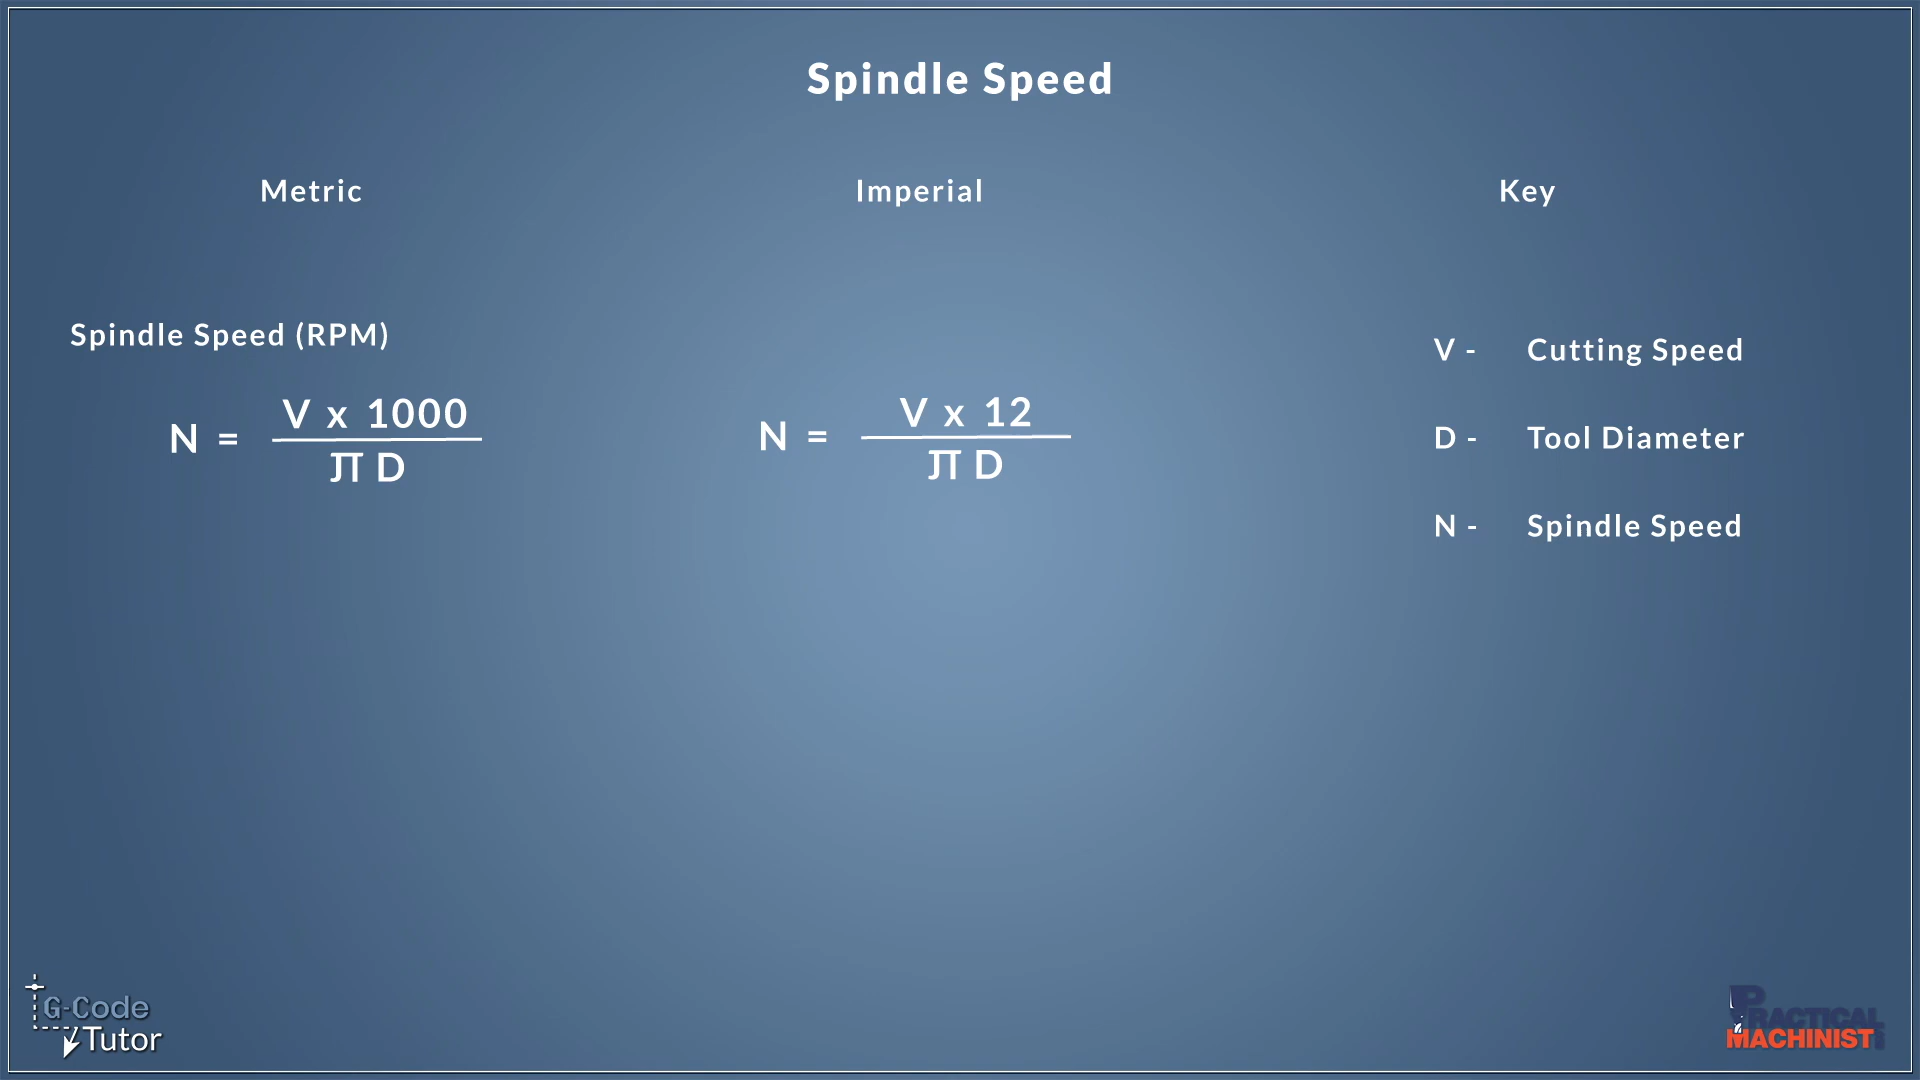 Spindle Speed
Metric
Imperial
Key
Spindle Speed (RPM)
N = V x 1000
π D
N = V x 12
π D
V - Cutting Speed
D - Tool Diameter
N - Spindle Speed
G-Code
Tutor
PRACTICAL
MACHINIST